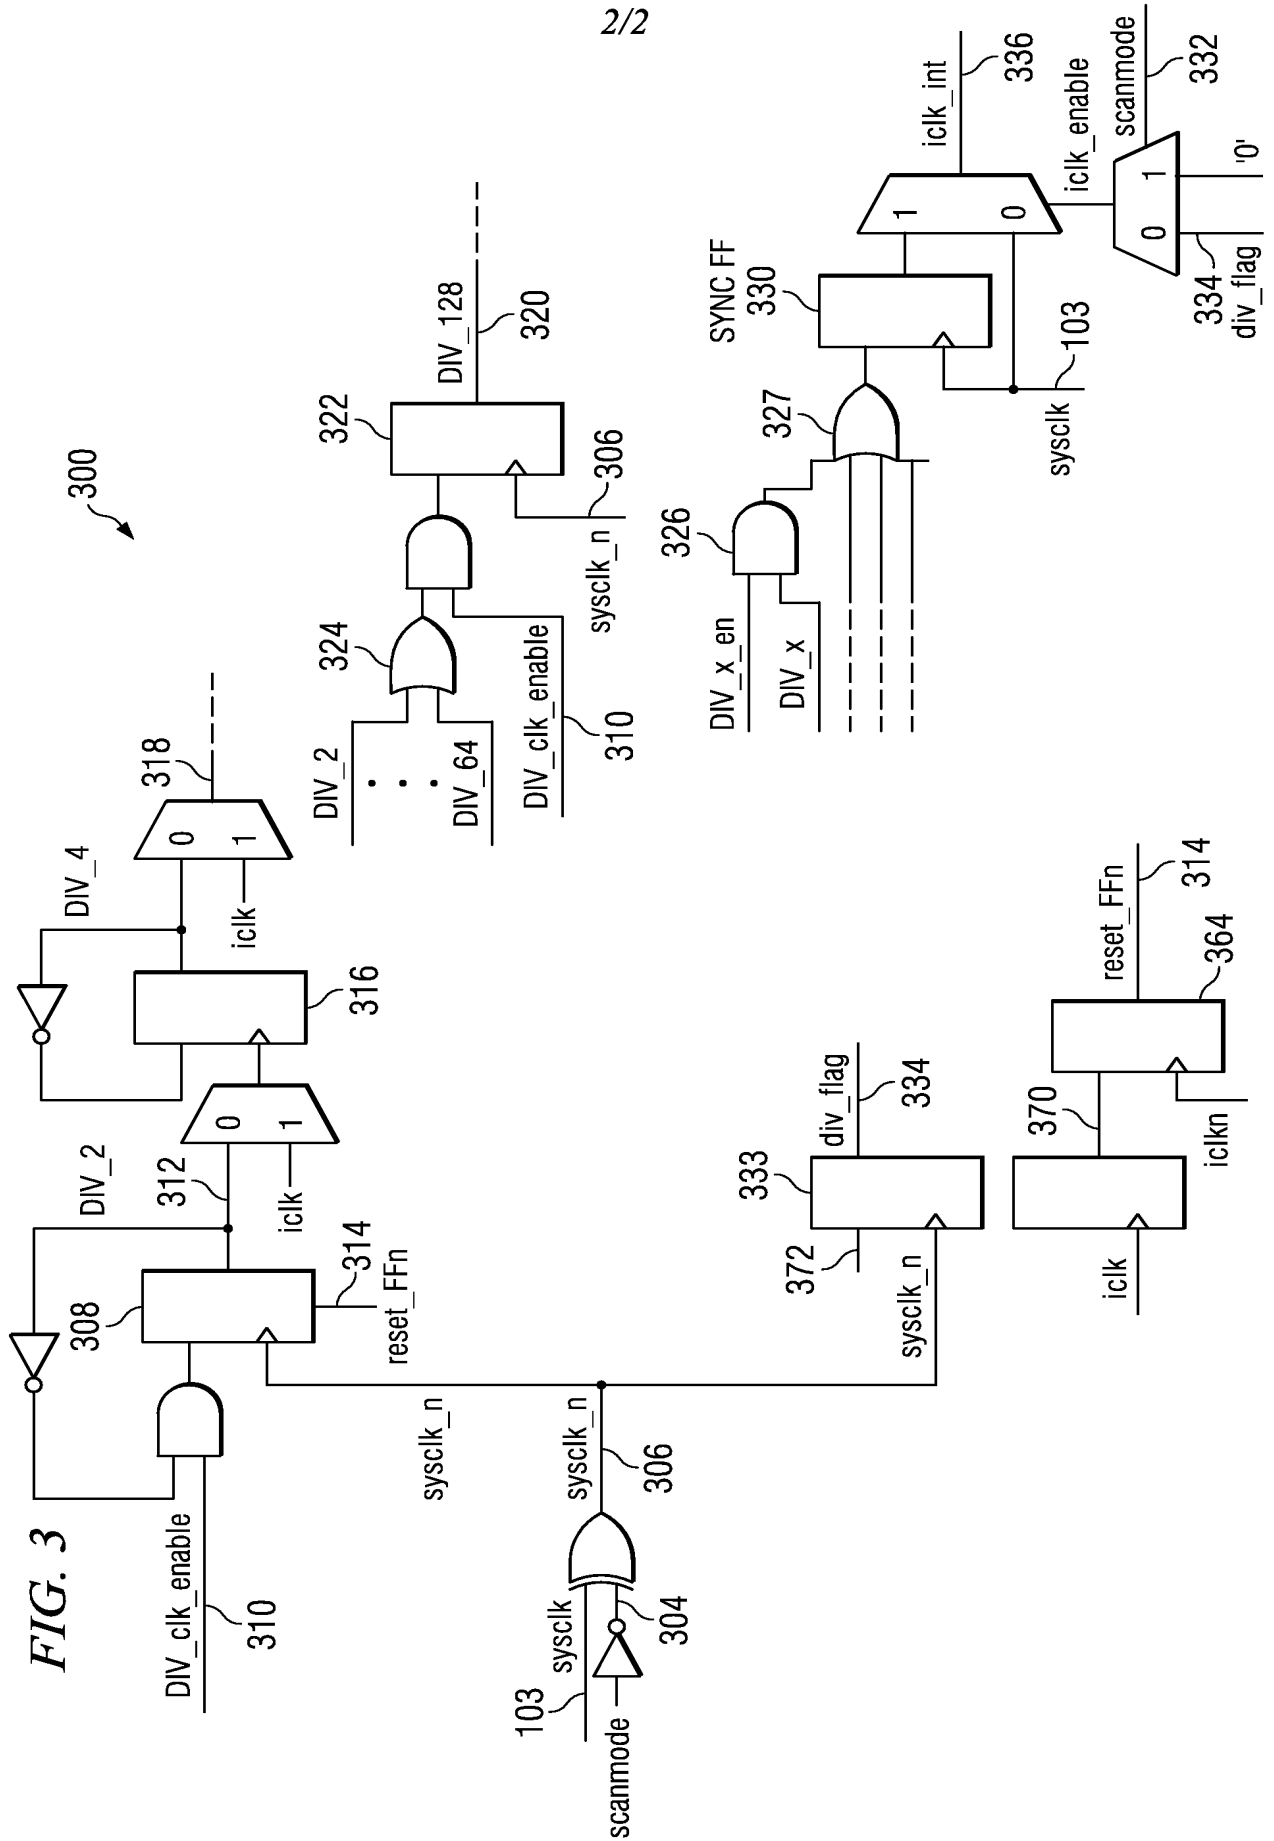 2/2
FIG. 3
300
DIV_clk_enable
310
308
DIV_2
312
reset_FFn
314
0
1
iclk
316
DIV_4
0
1
iclk
318
sysclk_n
sysclk
103
scanmode
304
sysclk_n
306
DIV_2
DIV_64
324
DIV_clk_enable
310
322
sysclk_n
306
DIV_128
320
333
372
sysclk_n
div_flag
334
iclk
370
iclkn
364
reset_FFn
314
DIV_x_en
DIV_x
326
327
SYNC FF
330
sysclk
103
1
0
iclk_int
336
iclk_enable
scanmode
332
0
1
334
div_flag
'0'